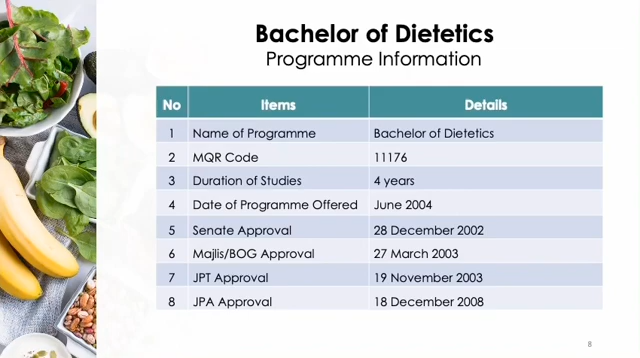 Bachelor of Dietetics
Programme Information
No Items Details
1 Name of Programme Bachelor of Dietetics
2 MQR Code 11176
3 Duration of Studies 4 years
4 Date of Programme Offered June 2004
5 Senate Approval 28 December 2002
6 Majlis/BOG Approval 27 March 2003
7 JPT Approval 19 November 2003
8 JPA Approval 18 December 2008
8